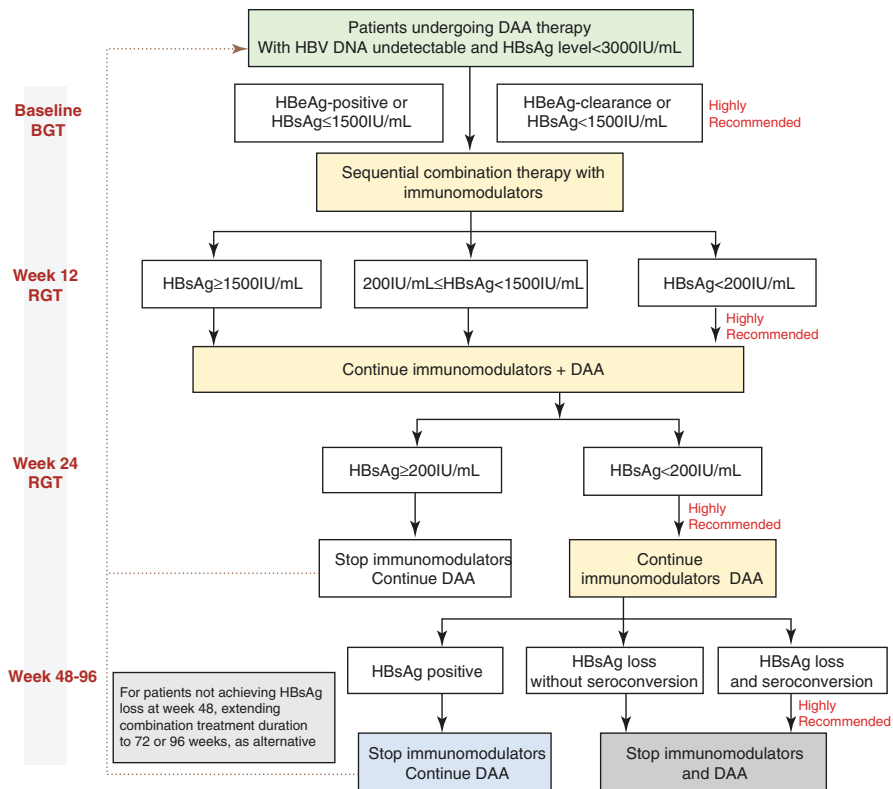 Patients undergoing DAA therapy
With HBV DNA undetectable and HBsAg level<3000IU/mL
Baseline
BGT
HBeAg-positive or
HBsAg≤1500IU/mL
HBeAg-clearance or
HBsAg<1500IU/mL
Highly
Recommended
Sequential combination therapy with
immunomodulators
Week 12
RGT
HBsAg≥1500IU/mL
200IU/mL≤HBsAg<1500IU/mL
HBsAg<200IU/mL
Highly
Recommended
Continue immunomodulators + DAA
Week 24
RGT
HBsAg≥200IU/mL
HBsAg<200IU/mL
Highly
Recommended
Stop immunomodulators
Continue DAA
Continue
immunomodulators DAA
Week 48-96
HBsAg positive
HBsAg loss
without seroconversion
HBsAg loss
and seroconversion
For patients not achieving HBsAg
loss at week 48, extending
combination treatment duration
to 72 or 96 weeks, as alternative
Highly
Recommended
Stop immunomodulators
Continue DAA
Stop immunomodulators
and DAA